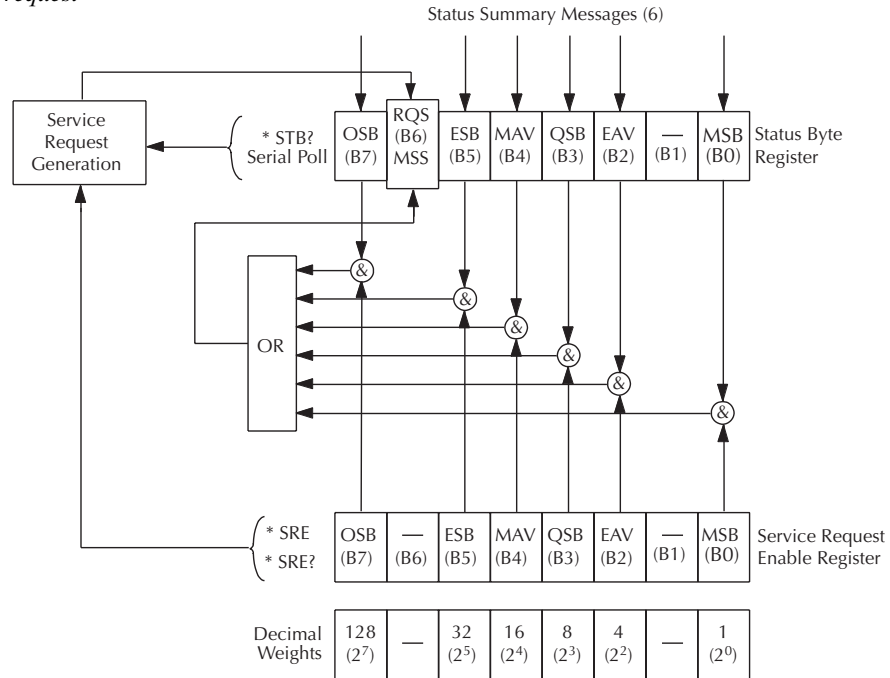 request
Status Summary Messages (6)
Service
Request
Generation
* STB?
Serial Poll
OSB
(B7)
RQS
(B6)
MSS
ESB
(B5)
MAV
(B4)
QSB
(B3)
EAV
(B2)
—
(B1)
MSB
(B0)
Status Byte
Register
&
&
&
&
&
&
OR
* SRE
* SRE?
OSB
(B7)
—
(B6)
ESB
(B5)
MAV
(B4)
QSB
(B3)
EAV
(B2)
—
(B1)
MSB
(B0)
Service Request
Enable Register
Decimal
Weights
128
(2⁷)
—
32
(2⁵)
16
(2⁴)
8
(2³)
4
(2²)
—
1
(2⁰)